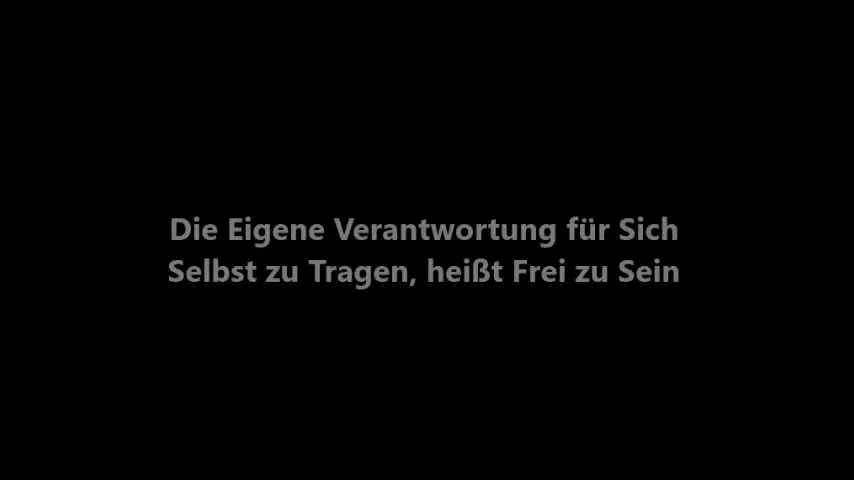 Die Eigene Verantwortung für Sich
Selbst zu Tragen, heißt Frei zu Sein